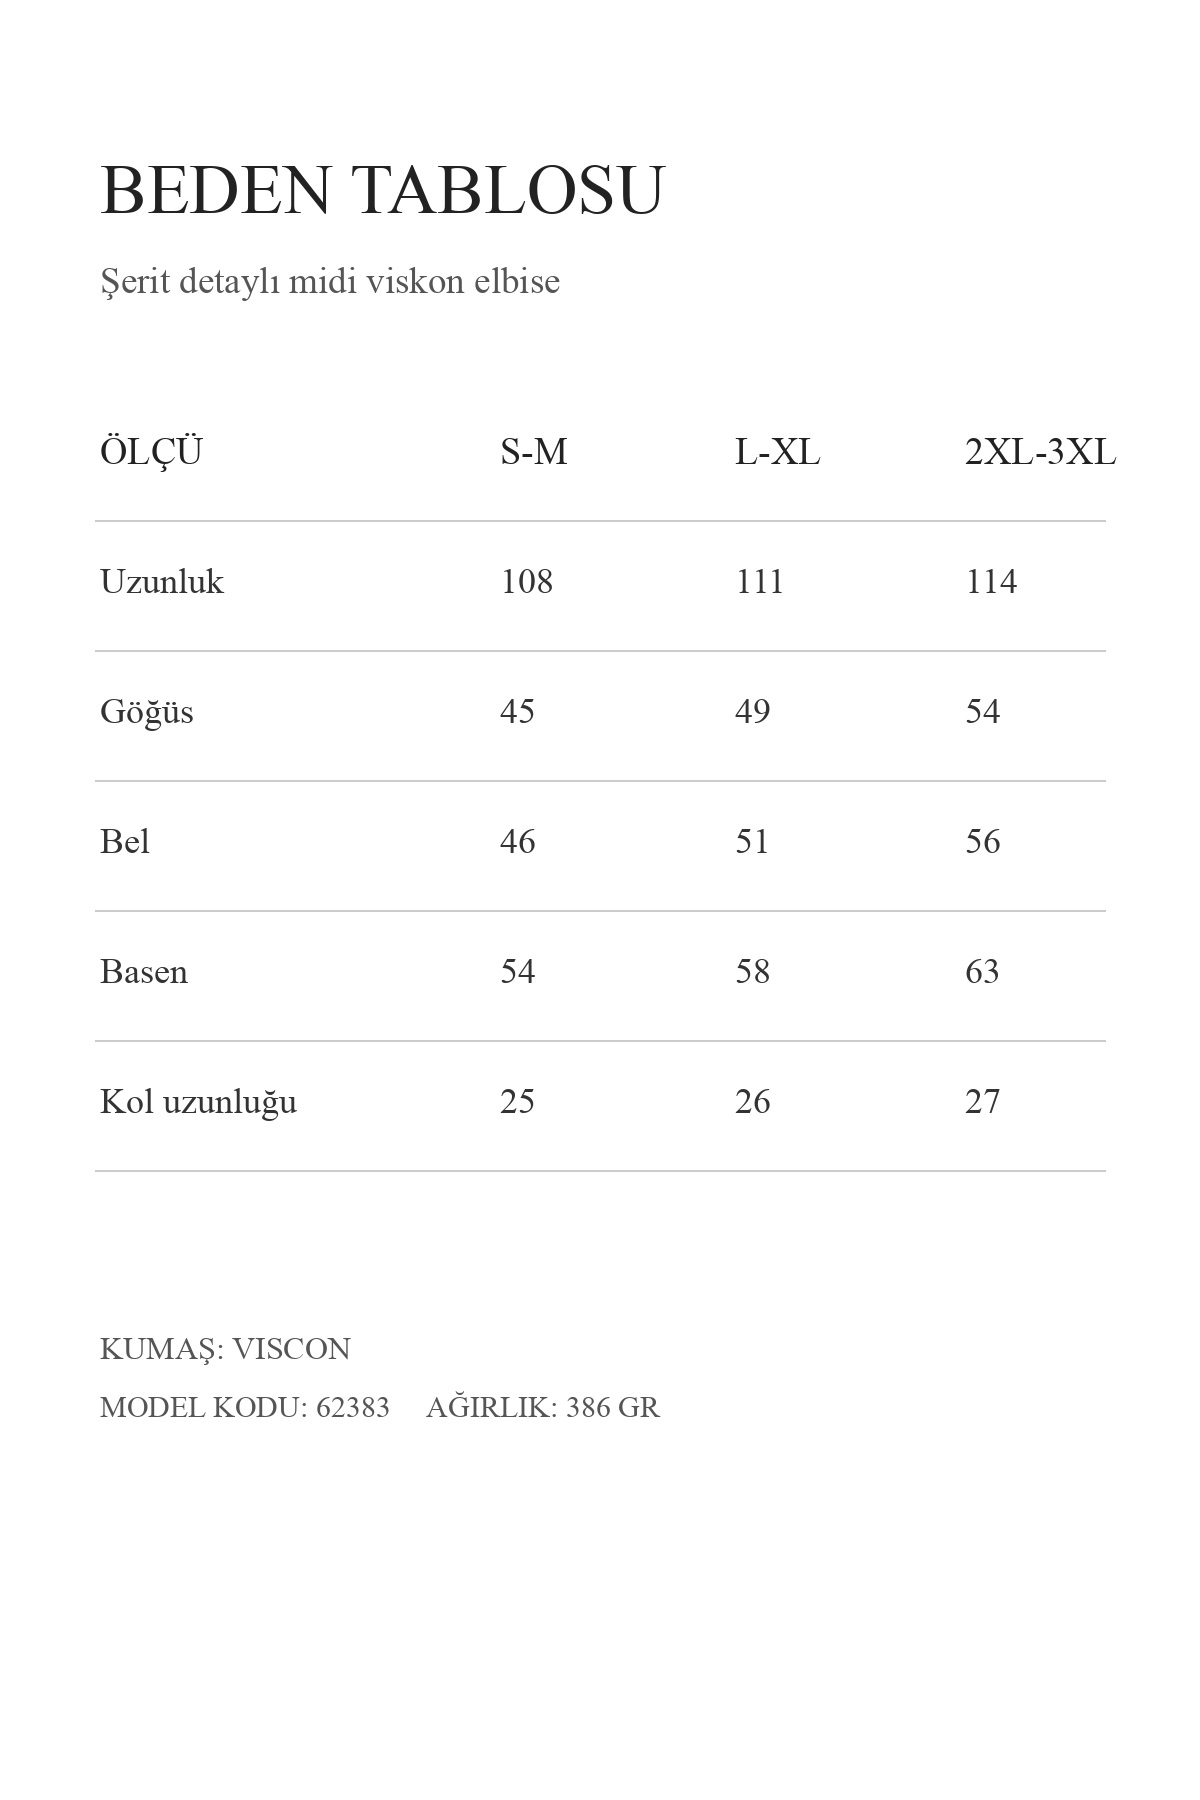 BEDEN TABLOSU
Şerit detaylı midi viskon elbise
ÖLÇÜ S-M L-XL 2XL-3XL
Uzunluk 108 111 114
Göğüs 45 49 54
Bel 46 51 56
Basen 54 58 63
Kol uzunluğu 25 26 27
KUMAŞ: VISCON
MODEL KODU: 62383 AĞIRLIK: 386 GR